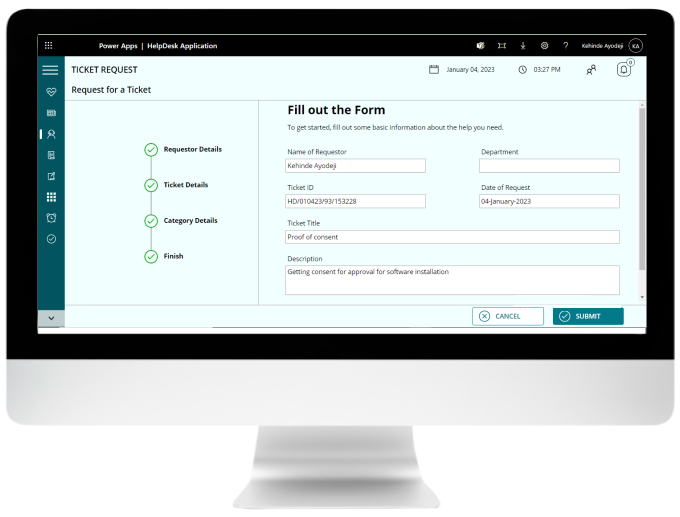 Power Apps | HelpDesk Application
Kehinde Ayodeji
KA
TICKET REQUEST
January 04, 2023
03:27 PM
0
Request for a Ticket
Requestor Details
Ticket Details
Category Details
Finish
Fill out the Form
To get started, fill out some basic information about the help you need.
Name of Requestor
Department
Kehinde Ayodeji
Ticket ID
Date of Request
HD/010423/93/153228
04-January-2023
Ticket Title
Proof of consent
Description
Getting consent for approval for software installation
CANCEL
SUBMIT